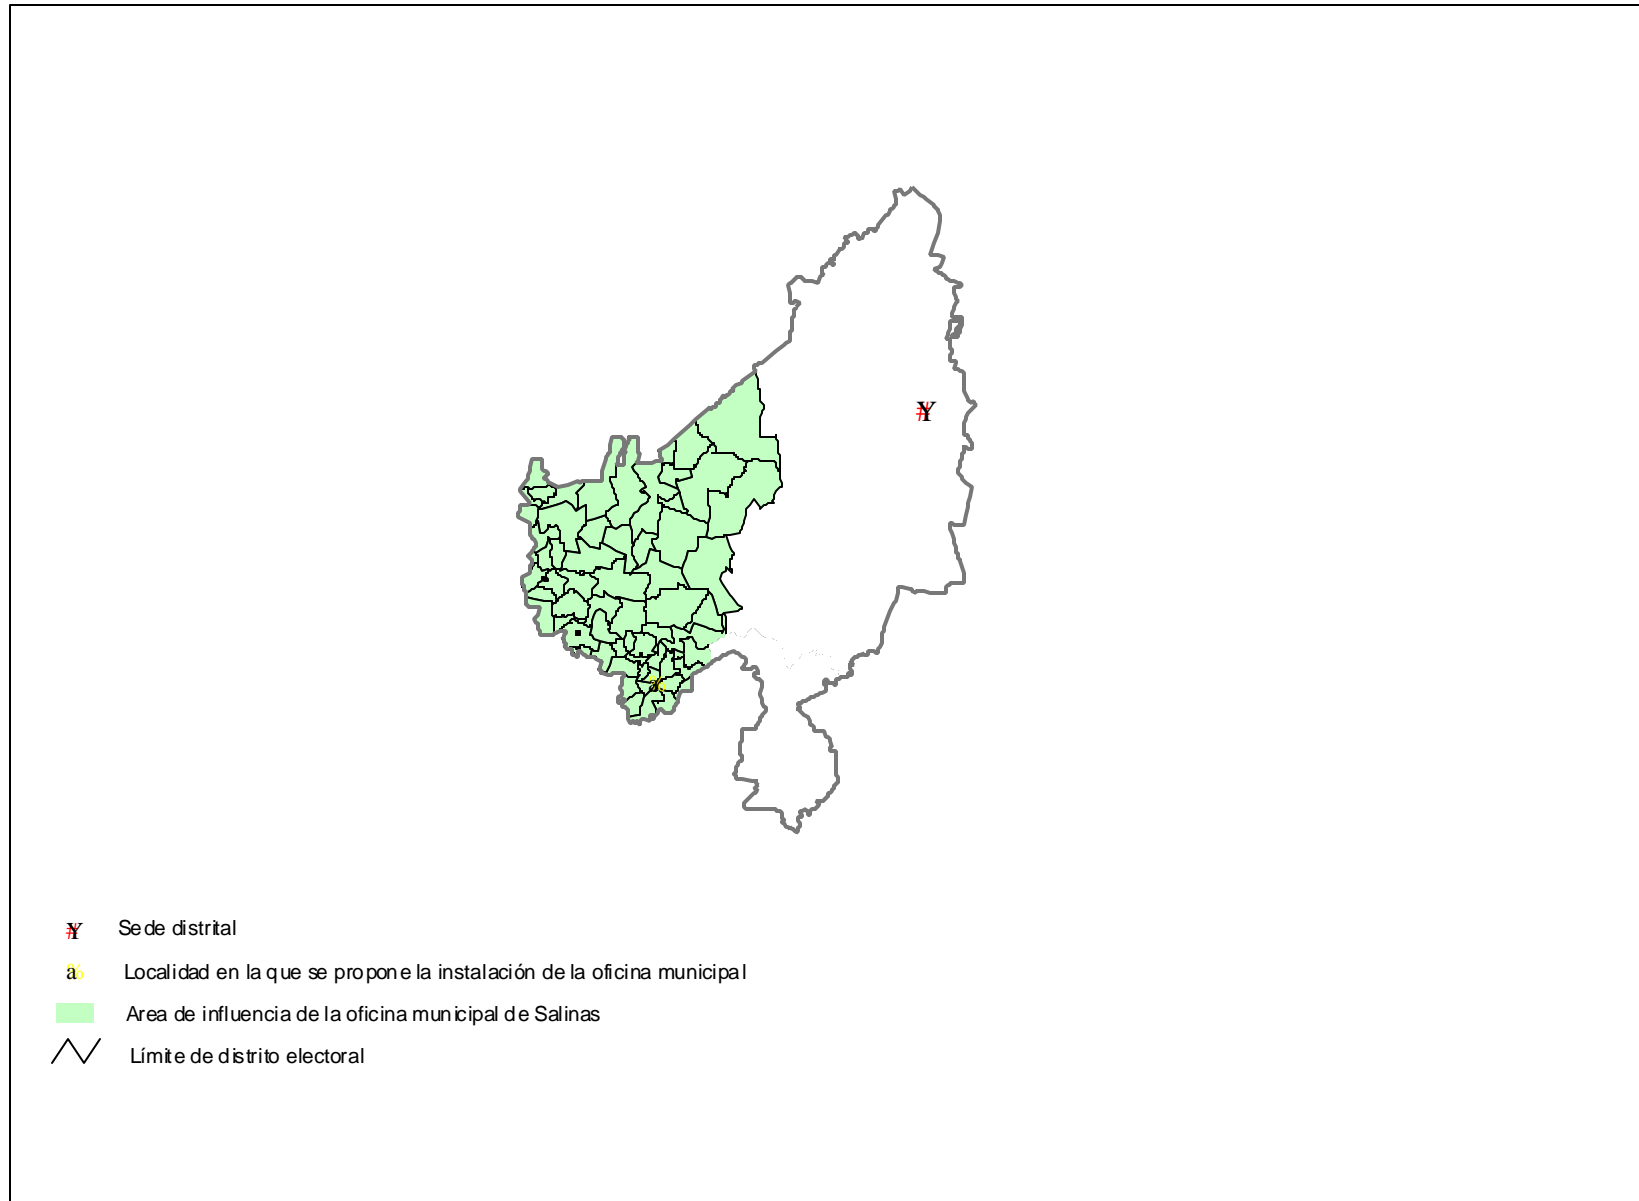 Sede distrital
Localidad en la que se propone la instalación de la oficina municipal
Area de influencia de la oficina municipal de Salinas
Límite de distrito electoral